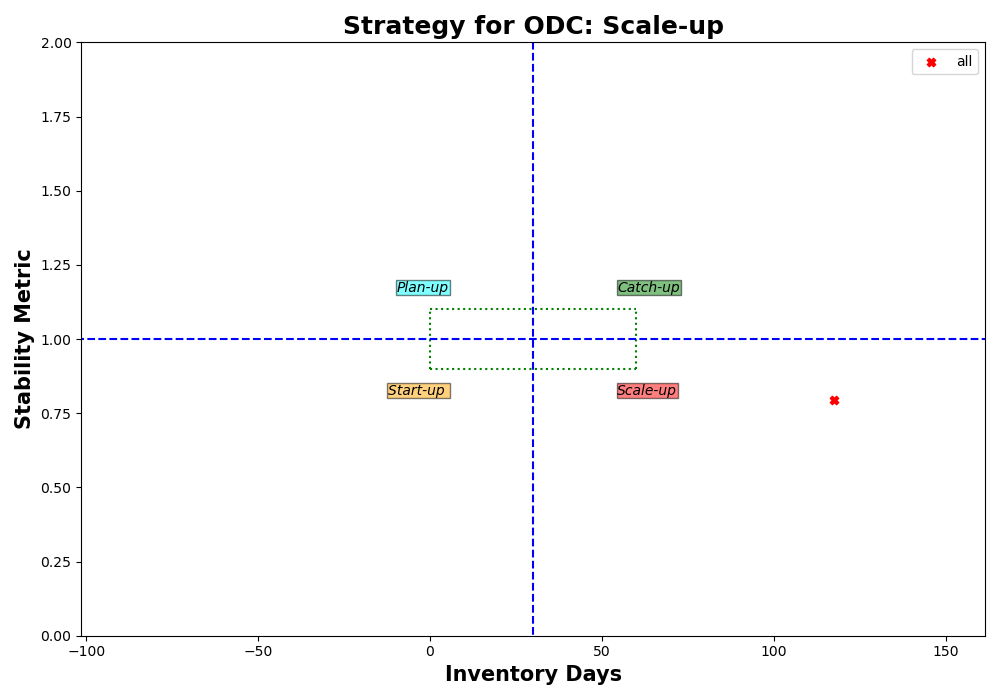 Strategy for ODC: Scale-up
all
2.00
1.75
1.50
1.25
1.00
0.75
0.50
0.25
0.00
Stability Metric
Plan-up
Catch-up
Start-up
Scale-up
−100
−50
0
50
100
150
Inventory Days